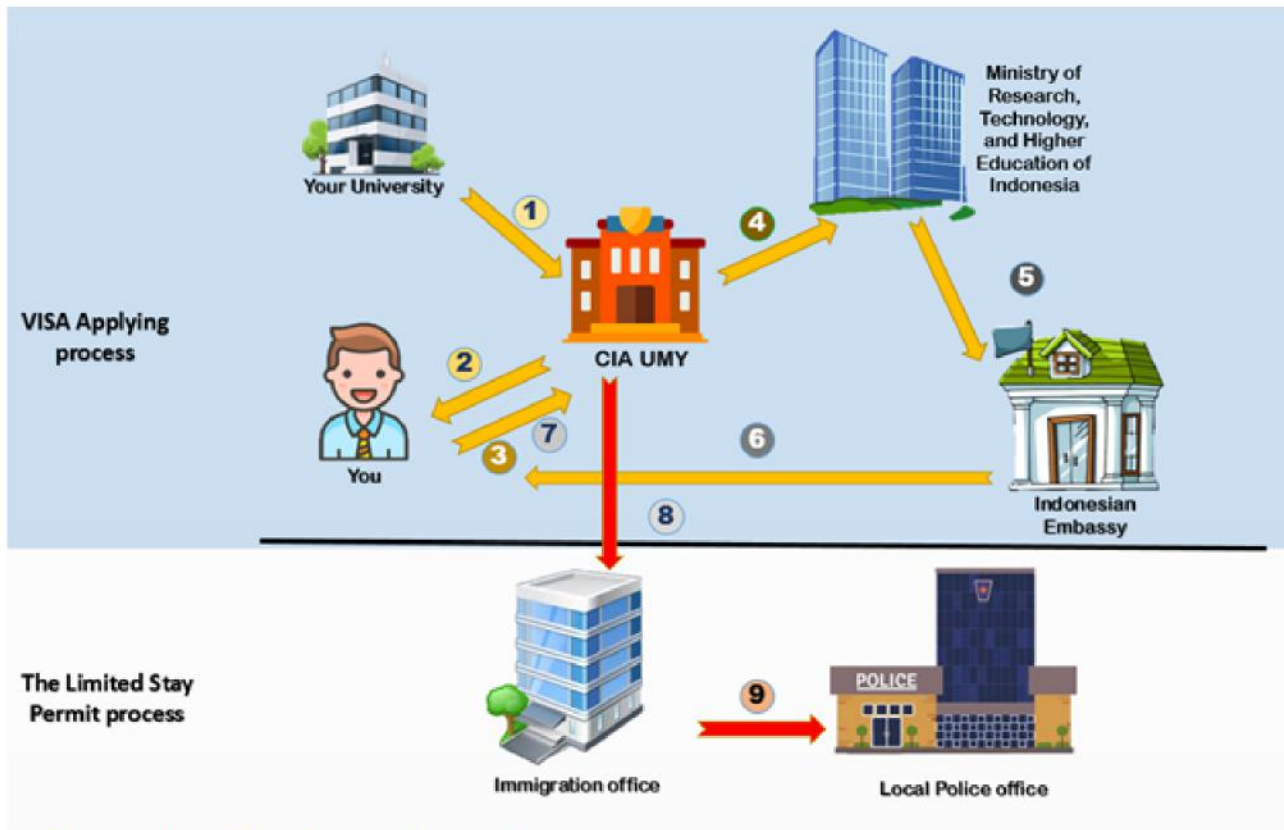 Your University
1
4
Ministry of
Research,
Technology,
and Higher
Education of
Indonesia
5
VISA Applying
process
CIA UMY
2
3
7
6
You
Indonesian
Embassy
8
The Limited Stay
Permit process
POLICE
9
Immigration office
Local Police office